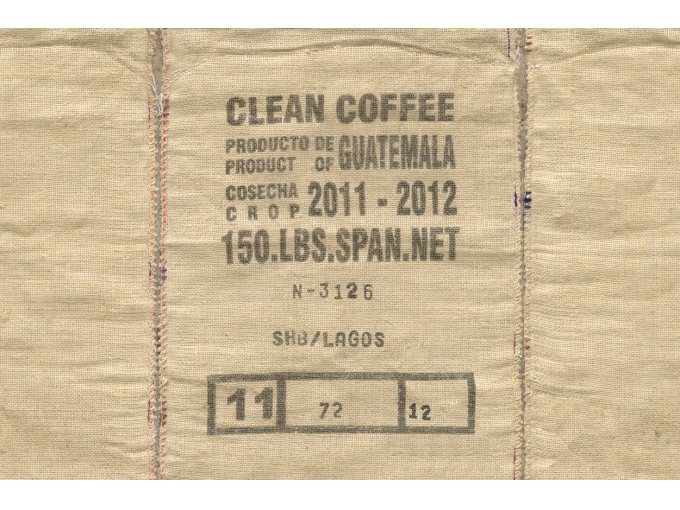 CLEAN COFFEE
PRODUCTO DE
PRODUCT OF GUATEMALA
COSECHA
CROP 2011 - 2012
150.LBS.SPAN.NET
N-3126
SHB/LAGOS
11 72 12